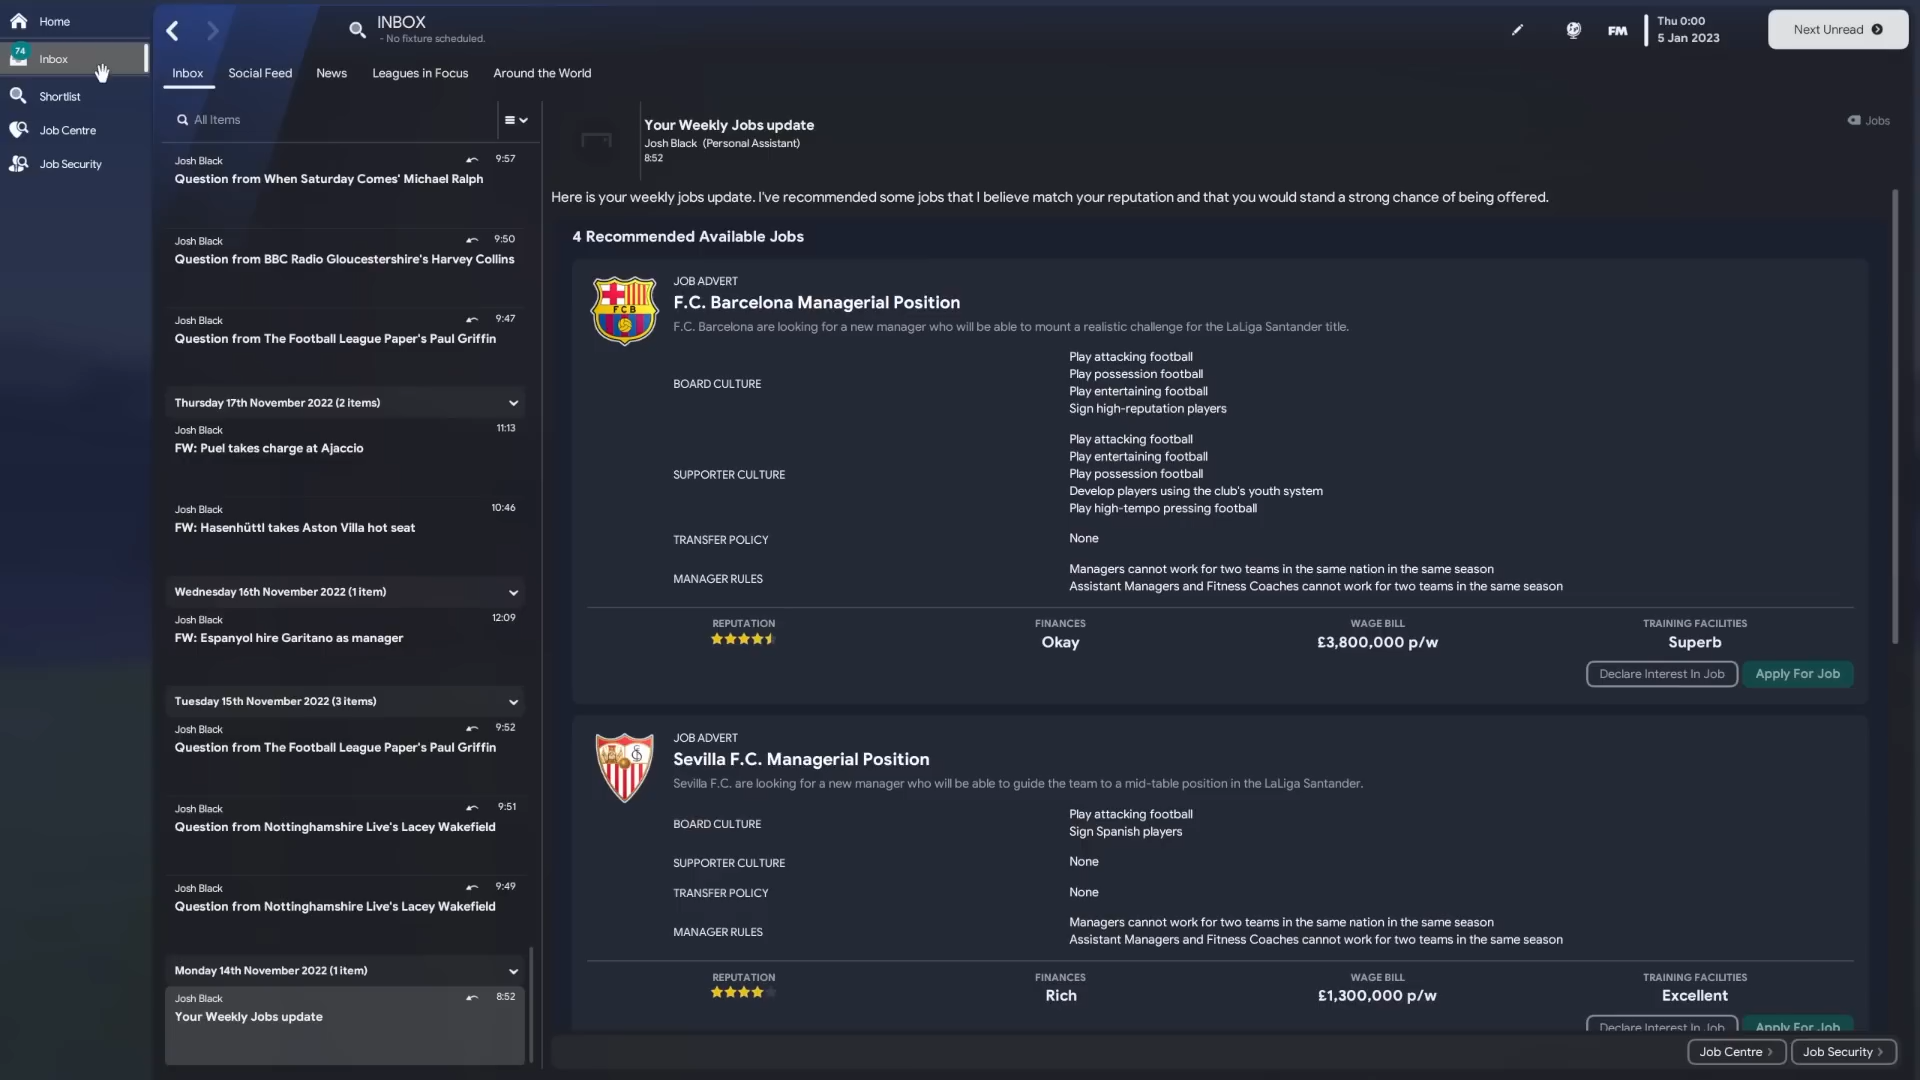 Home
74
Inbox
Shortlist
Job Centre
Job Security
INBOX
- No fixture scheduled.
FM
Thu 0:00
5 Jan 2023
Next Unread
Inbox
Social Feed
News
Leagues in Focus
Around the World
All Items
Josh Black
9:57
Question from When Saturday Comes' Michael Ralph
Josh Black
9:50
Question from BBC Radio Gloucestershire's Harvey Collins
Josh Black
9:47
Question from The Football League Paper's Paul Griffin
Thursday 17th November 2022 (2 items)
Josh Black
11:13
FW: Puel takes charge at Ajaccio
Josh Black
10:46
FW: Hasenhüttl takes Aston Villa hot seat
Wednesday 16th November 2022 (1 item)
Josh Black
12:09
FW: Espanyol hire Garitano as manager
Tuesday 15th November 2022 (3 items)
Josh Black
9:52
Question from The Football League Paper's Paul Griffin
Josh Black
9:51
Question from Nottinghamshire Live's Lacey Wakefield
Josh Black
9:49
Question from Nottinghamshire Live's Lacey Wakefield
Monday 14th November 2022 (1 item)
Josh Black
8:52
Your Weekly Jobs update
Your Weekly Jobs update
Josh Black (Personal Assistant)
8:52
Jobs
Here is your weekly jobs update. I've recommended some jobs that I believe match your reputation and that you would stand a strong chance of being offered.
4 Recommended Available Jobs
FCB
JOB ADVERT
F.C. Barcelona Managerial Position
F.C. Barcelona are looking for a new manager who will be able to mount a realistic challenge for the LaLiga Santander title.
BOARD CULTURE
Play attacking football
Play possession football
Play entertaining football
Sign high-reputation players
SUPPORTER CULTURE
Play attacking football
Play entertaining football
Play possession football
Develop players using the club's youth system
Play high-tempo pressing football
TRANSFER POLICY
None
MANAGER RULES
Managers cannot work for two teams in the same nation in the same season
Assistant Managers and Fitness Coaches cannot work for two teams in the same season
REPUTATION
FINANCES
Okay
WAGE BILL
£3,800,000 p/w
TRAINING FACILITIES
Superb
Declare Interest In Job
Apply For Job
JOB ADVERT
Sevilla F.C. Managerial Position
Sevilla F.C. are looking for a new manager who will be able to guide the team to a mid-table position in the LaLiga Santander.
BOARD CULTURE
Play attacking football
Sign Spanish players
SUPPORTER CULTURE
None
TRANSFER POLICY
None
MANAGER RULES
Managers cannot work for two teams in the same nation in the same season
Assistant Managers and Fitness Coaches cannot work for two teams in the same season
REPUTATION
FINANCES
Rich
WAGE BILL
£1,300,000 p/w
TRAINING FACILITIES
Excellent
Declare Interest In Job
Apply For Job
Job Centre
Job Security